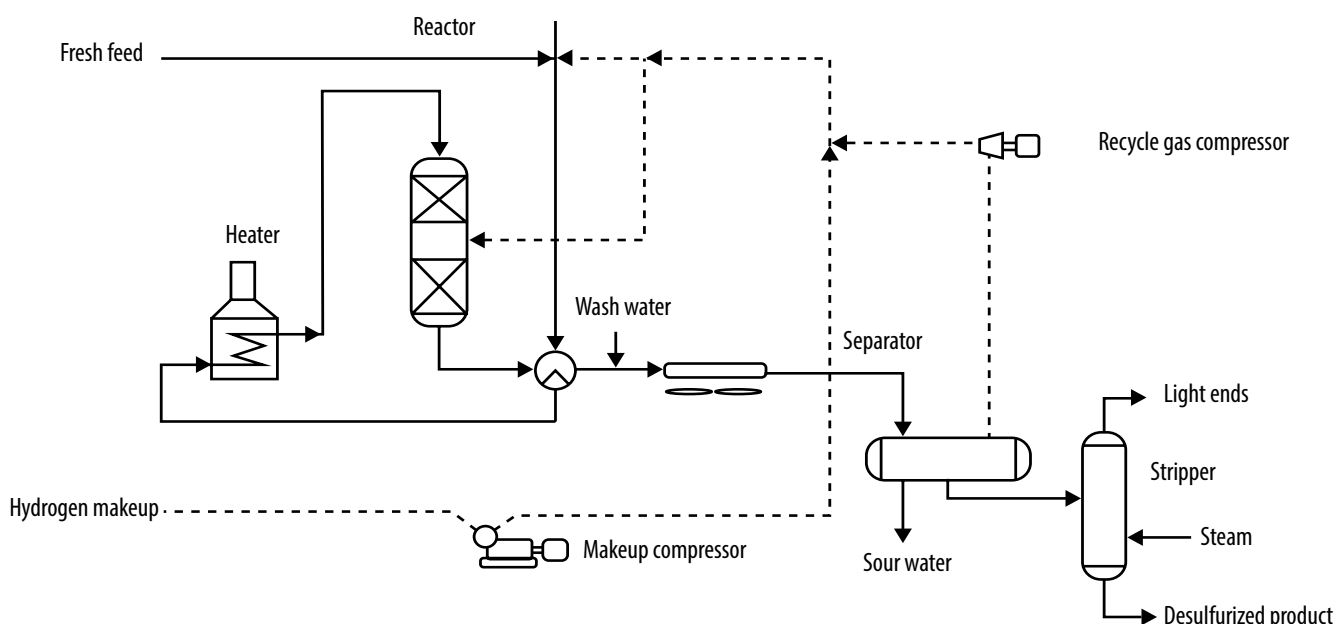 Reactor
Fresh feed
Recycle gas compressor
Heater
Wash water
Separator
Light ends
Stripper
Hydrogen makeup
Steam
Makeup compressor
Sour water
Desulfurized product